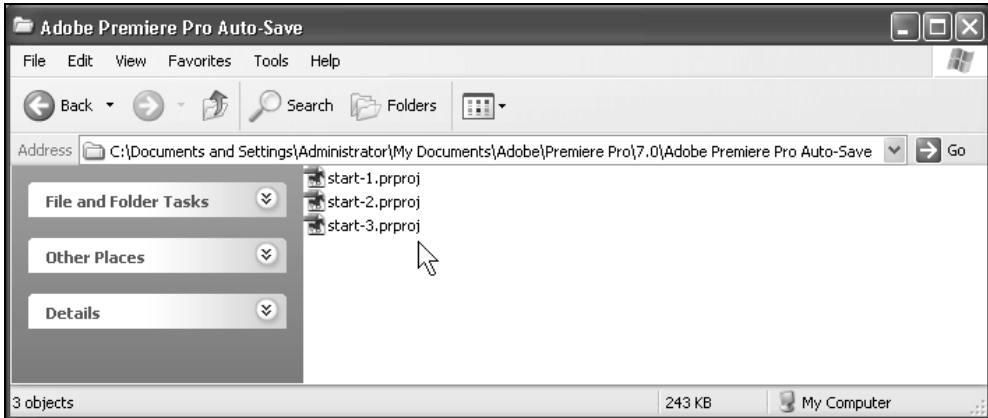 Adobe Premiere Pro Auto-Save
File Edit View Favorites Tools Help
Back Search Folders
Address C:\Documents and Settings\Administrator\My Documents\Adobe\Premiere Pro\7.0\Adobe Premiere Pro Auto-Save Go
File and Folder Tasks
Other Places
Details
start-1.prproj
start-2.prproj
start-3.prproj
3 objects 243 KB My Computer